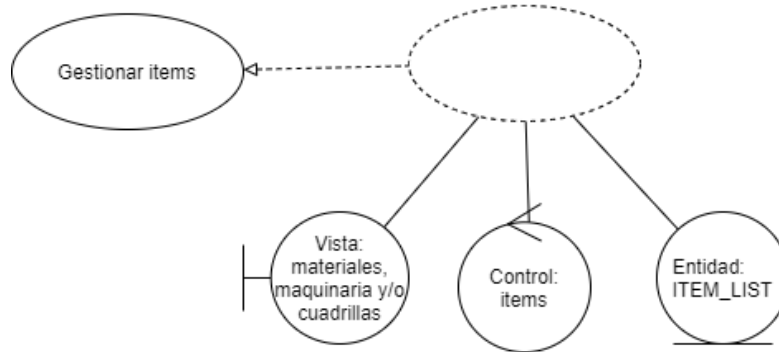 Gestionar items
Vista:
materiales,
maquinaria y/o
cuadrillas
Control:
items
Entidad:
ITEM_LIST